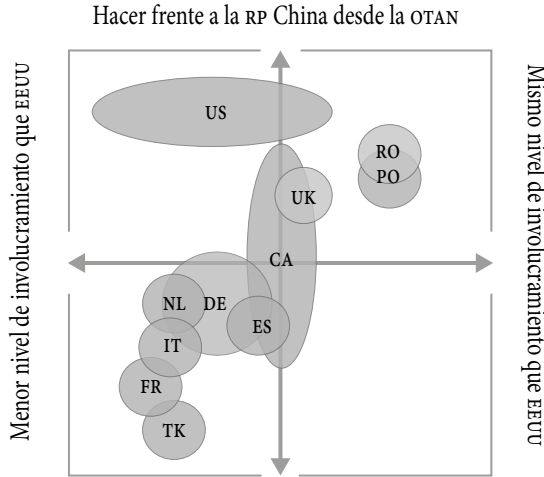 Hacer frente a la RP China desde la OTAN
Menor nivel de involucramiento que EEUU
Mismo nivel de involucramiento que EEUU
US
RO
PO
UK
CA
NL
DE
ES
IT
FR
TK